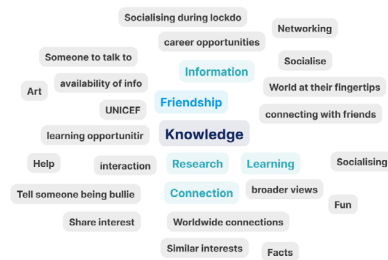 Socialising during lockdo
Networking
career opportunities
Someone to talk to
Socialise
Information
availability of info
World at their fingertips
Art
Friendship
UNICEF
connecting with friends
learning opportunitir
Knowledge
Help
interaction
Research
Learning
Socialising
Tell someone being bullie
Connection
broader views
Fun
Share interest
Worldwide connections
Similar interests
Facts